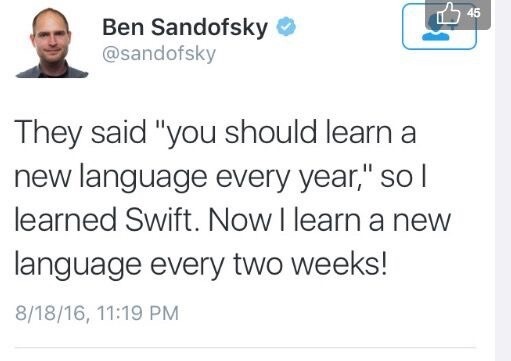 Ben Sandofsky
45
@sandofsky
They said "you should learn a
new language every year," so I
learned Swift. Now I learn a new
language every two weeks!
8/18/16, 11:19 PM